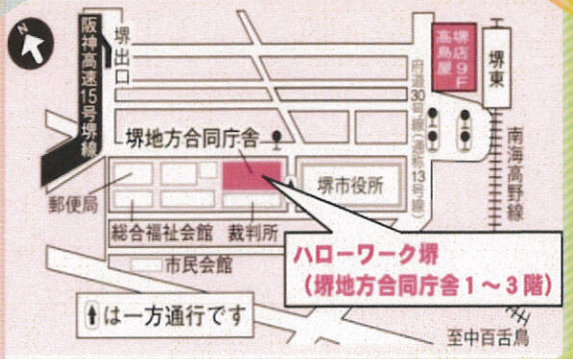 N
阪神高速15号堺線
堺出口
堺店9F
高島屋
堺東
府道30号線(通称13号線)
南海高野線
堺地方合同庁舎
堺市役所
郵便局
総合福祉会館
裁判所
市民会館
ハローワーク堺
(堺地方合同庁舎1~3階)
は一方通行です
至中百舌鳥